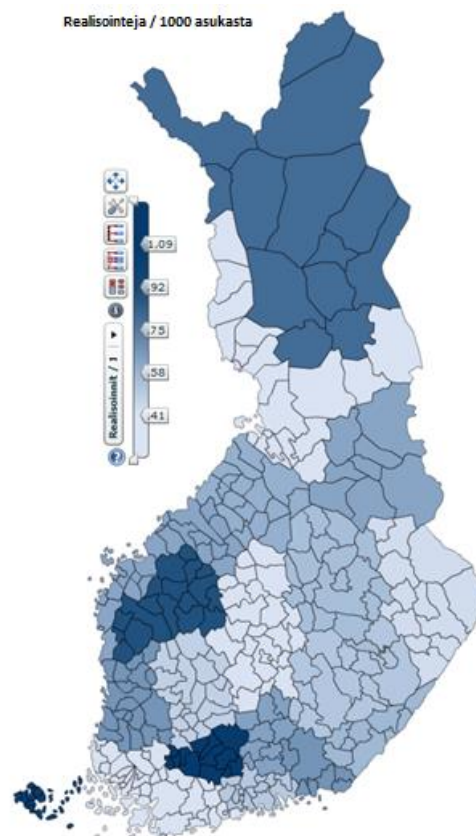 Realisointeja / 1000 asukasta
1.09
.92
.75
.58
.41
Realisoinnit / 1